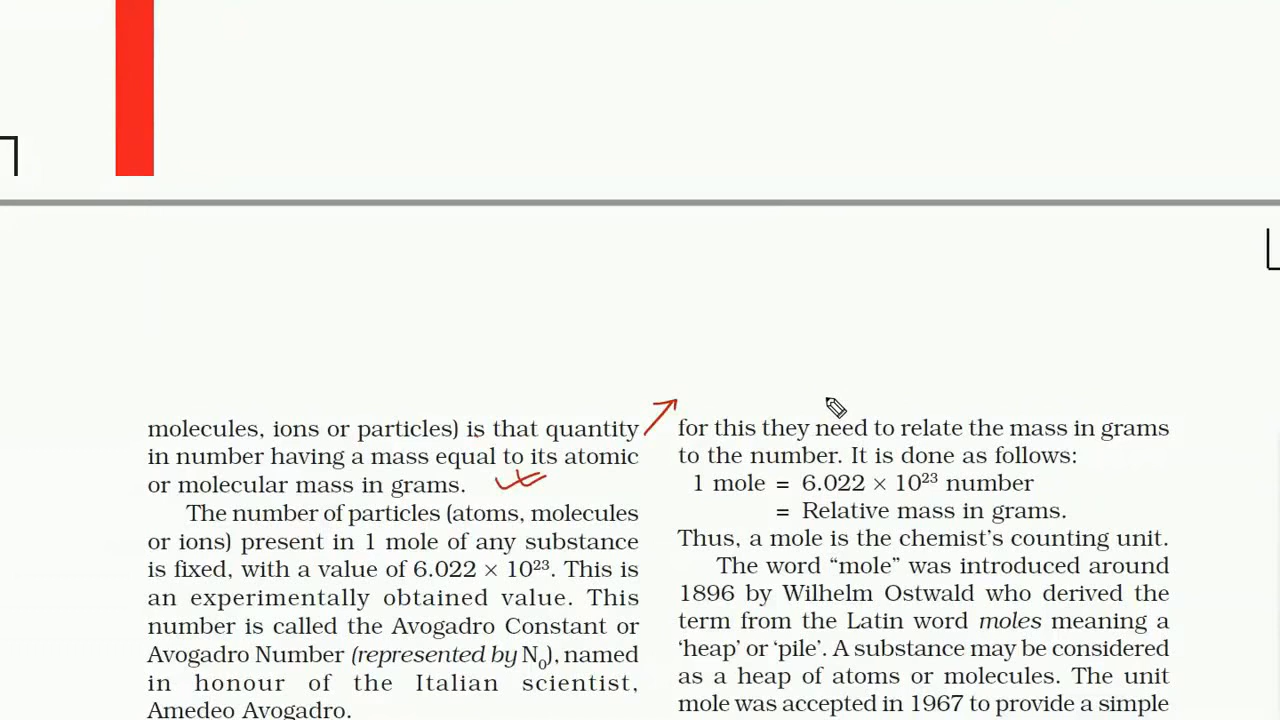 molecules, ions or particles) is that quantity
in number having a mass equal to its atomic
or molecular mass in grams.
The number of particles (atoms, molecules
or ions) present in 1 mole of any substance
is fixed, with a value of 6.022 × 10²³. This is
an experimentally obtained value. This
number is called the Avogadro Constant or
Avogadro Number (represented by N₀), named
in honour of the Italian scientist,
Amedeo Avogadro.
for this they need to relate the mass in grams
to the number. It is done as follows:
1 mole = 6.022 × 10²³ number
= Relative mass in grams.
Thus, a mole is the chemist's counting unit.
The word “mole” was introduced around
1896 by Wilhelm Ostwald who derived the
term from the Latin word moles meaning a
‘heap’ or ‘pile’. A substance may be considered
as a heap of atoms or molecules. The unit
mole was accepted in 1967 to provide a simple